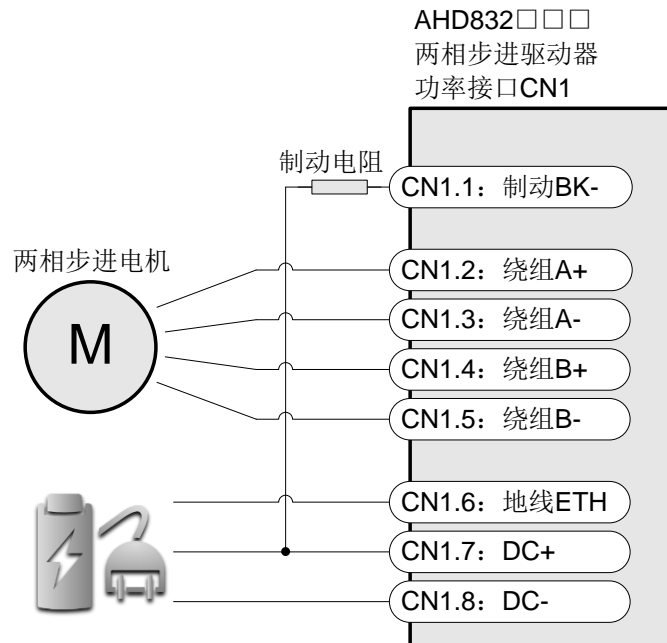 AHD832□□□
两相步进驱动器
功率接口CN1
制动电阻
CN1.1：制动BK-
两相步进电机
M
CN1.2：绕组A+
CN1.3：绕组A-
CN1.4：绕组B+
CN1.5：绕组B-
CN1.6：地线ETH
CN1.7：DC+
CN1.8：DC-